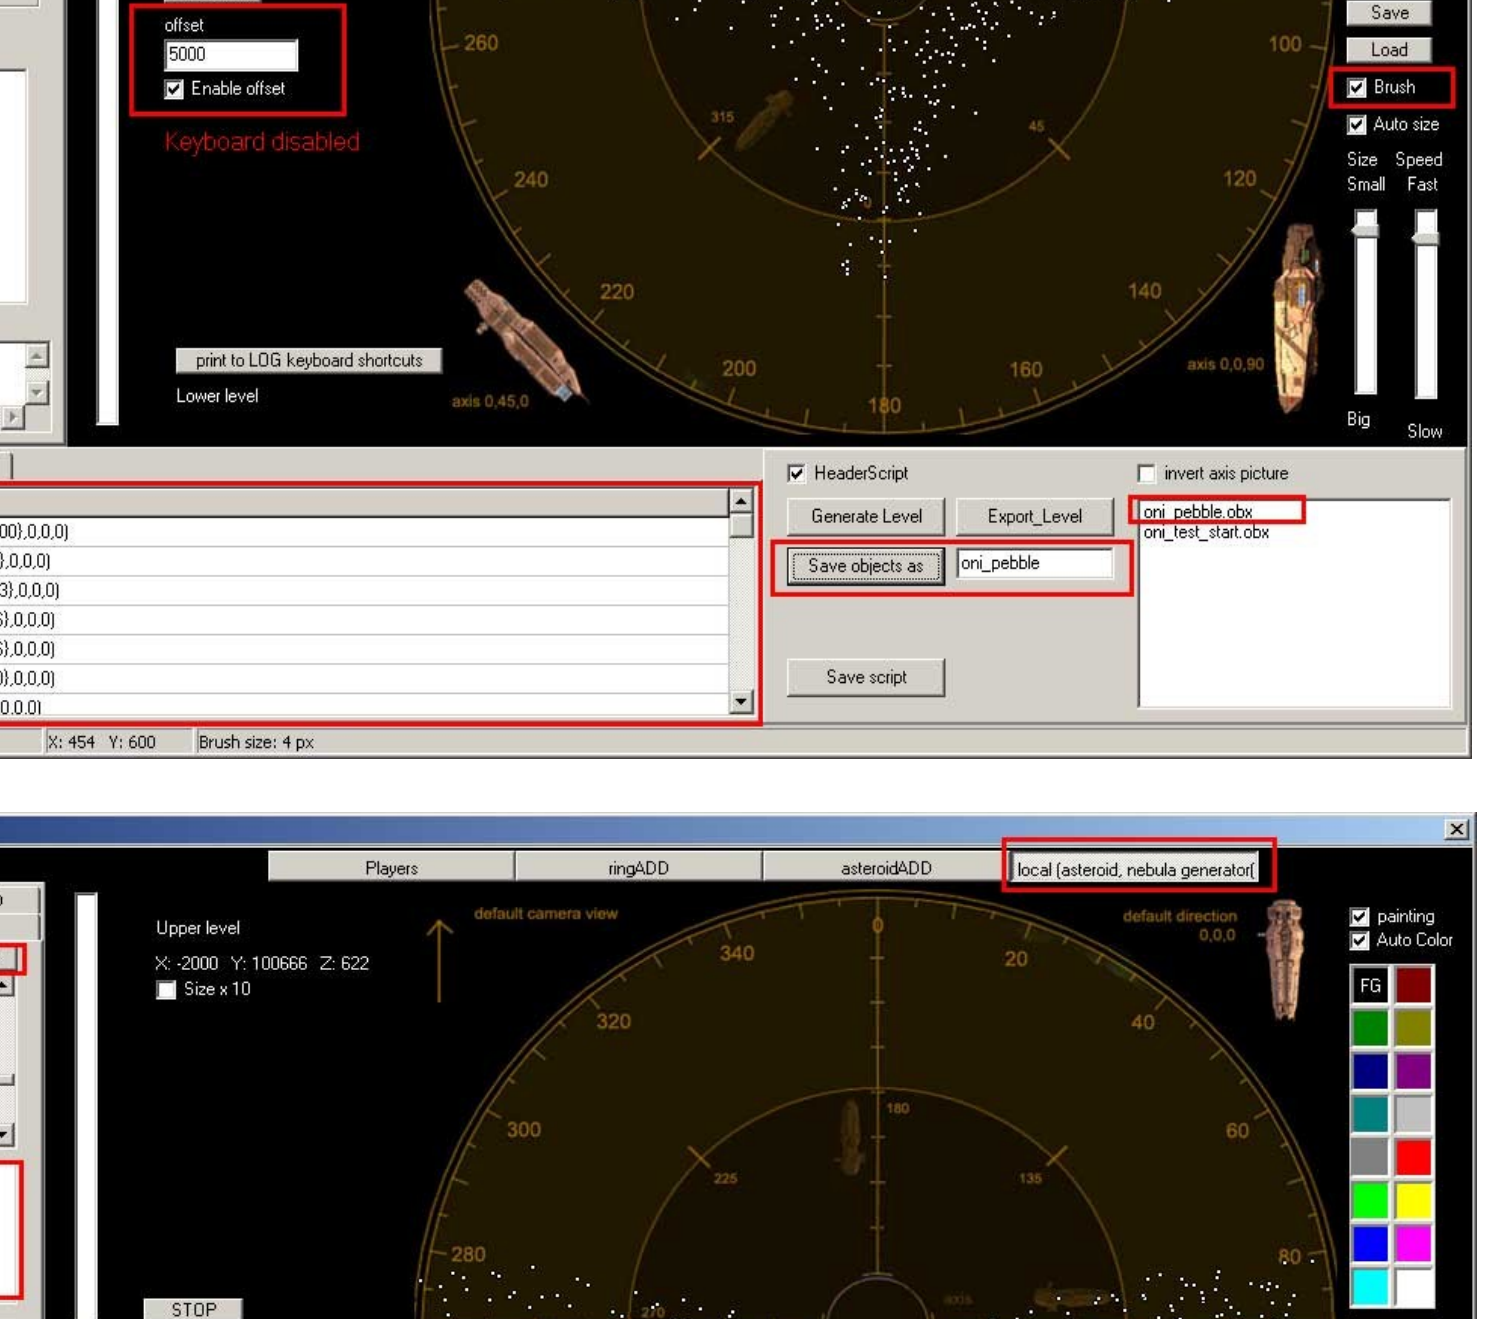 offset
5000
Enable offset
Keyboard disabled
260
100
240
120
220
140
200
160
180
315
45
0
print to LOG keyboard shortcuts
Lower level
axis 0,45,0
axis 0,0,90
Save
Load
Brush
Auto size
Size Speed
Small Fast
Big
Slow
00},0,0,0)
},0,0,0)
3},0,0,0)
6},0,0,0)
6},0,0,0)
0},0,0,0)
0,0,0)
HeaderScript
invert axis picture
Generate Level
Export_Level
oni_pebble.obx
oni_test_start.obx
Save objects as
oni_pebble
Save script
X: 454 Y: 600
Brush size: 4 px
Players
ringADD
asteroidADD
local (asteroid, nebula generator(
Upper level
X: -2000 Y: 100666 Z: 622
Size x 10
default camera view
default direction
0,0,0
painting
Auto Color
FG
0
340
20
320
40
300
60
280
80
180
225
135
270
axis
STOP